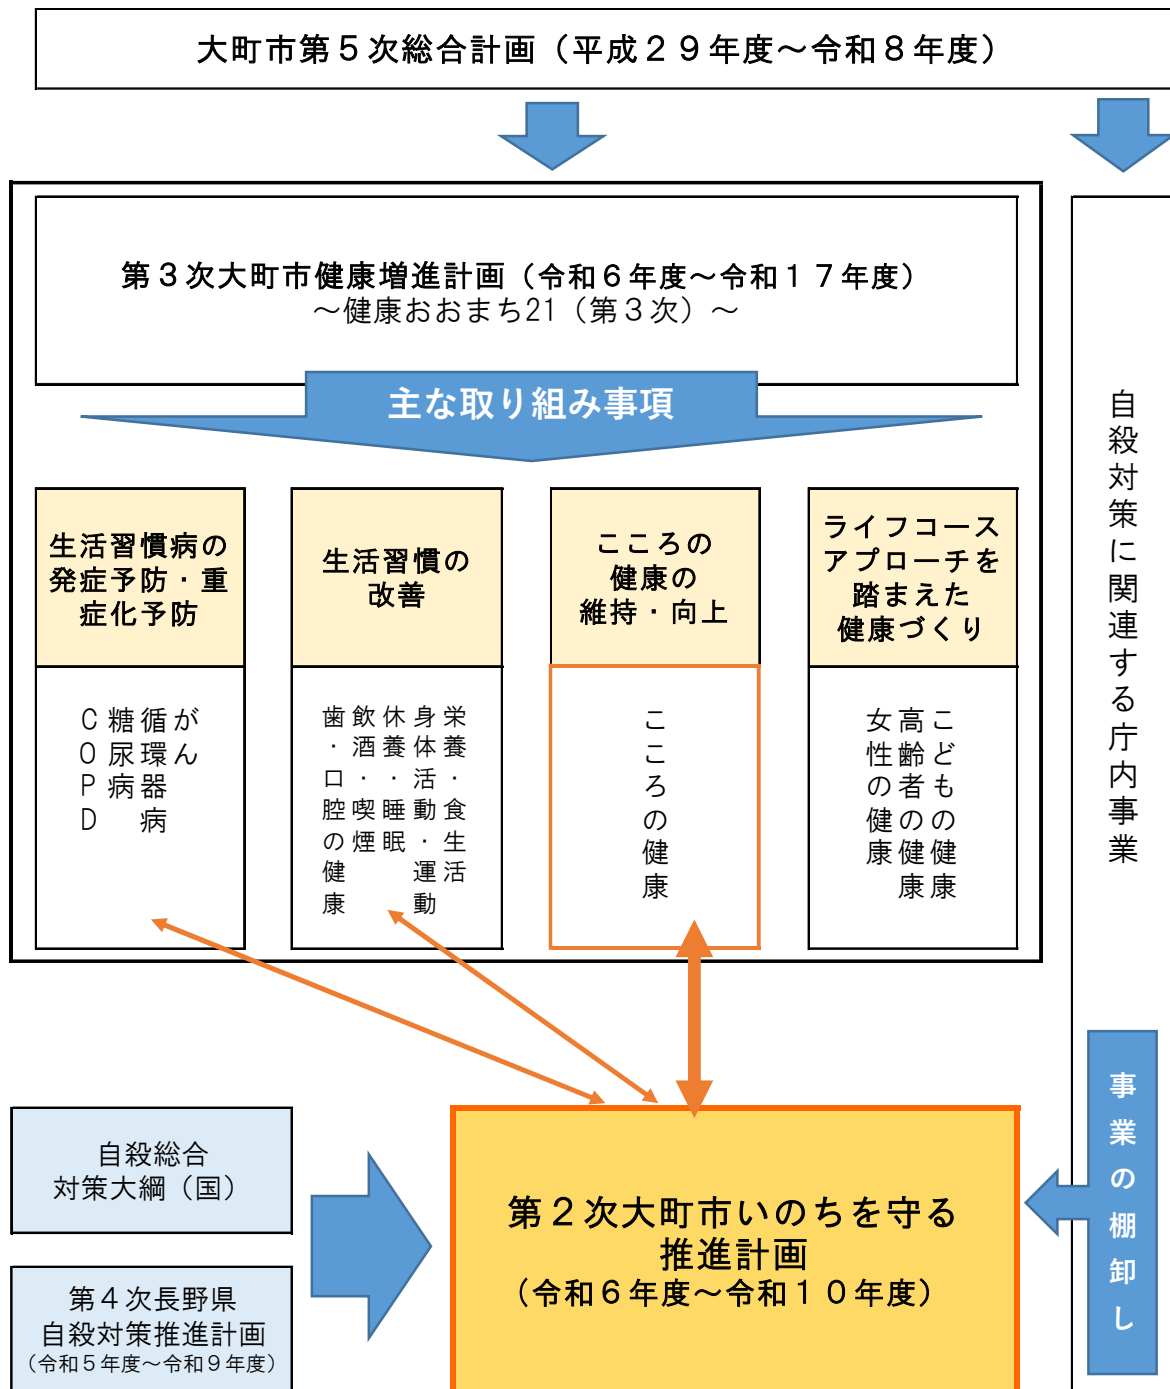 大町市第５次総合計画（平成２９年度～令和８年度）
第３次大町市健康増進計画（令和６年度～令和１７年度）
～健康おおまち21（第３次）～
主な取り組み事項
生活習慣病の
発症予防・重
症化予防
がん
循環器病
糖尿病
ＣＯＰＤ
生活習慣の
改善
栄養・食生活
身体活動・運動
休養・睡眠
飲酒・喫煙
歯・口腔の健康
こころの
健康の
維持・向上
こころの健康
ライフコース
アプローチを
踏まえた
健康づくり
こどもの健康
高齢者の健康
女性の健康
自殺対策に関連する庁内事業
事業の棚卸し
自殺総合
対策大綱（国）
第４次長野県
自殺対策推進計画
（令和５年度～令和９年度）
第２次大町市いのちを守る
推進計画
（令和６年度～令和１０年度）